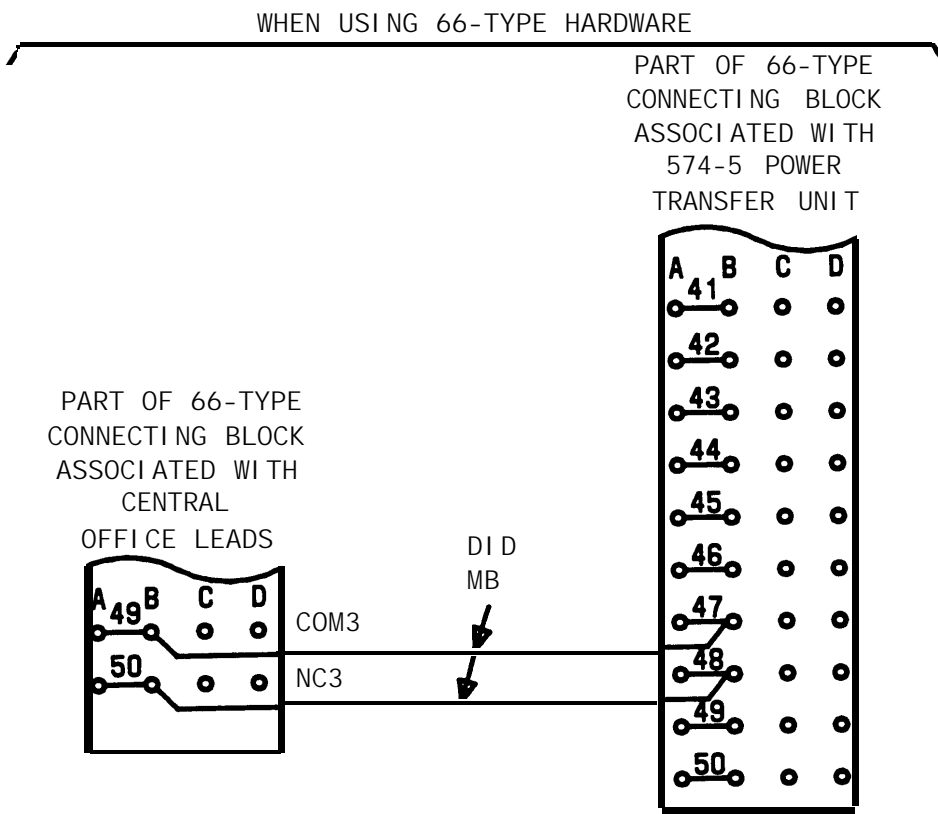 WHEN USING 66-TYPE HARDWARE
PART OF 66-TYPE
CONNECTING BLOCK
ASSOCIATED WITH
574-5 POWER
TRANSFER UNIT
A B C D
41
42
43
44
45
46
47
48
49
50
PART OF 66-TYPE
CONNECTING BLOCK
ASSOCIATED WITH
CENTRAL
OFFICE LEADS
A B C D
49
50
COM3
NC3
DID
MB